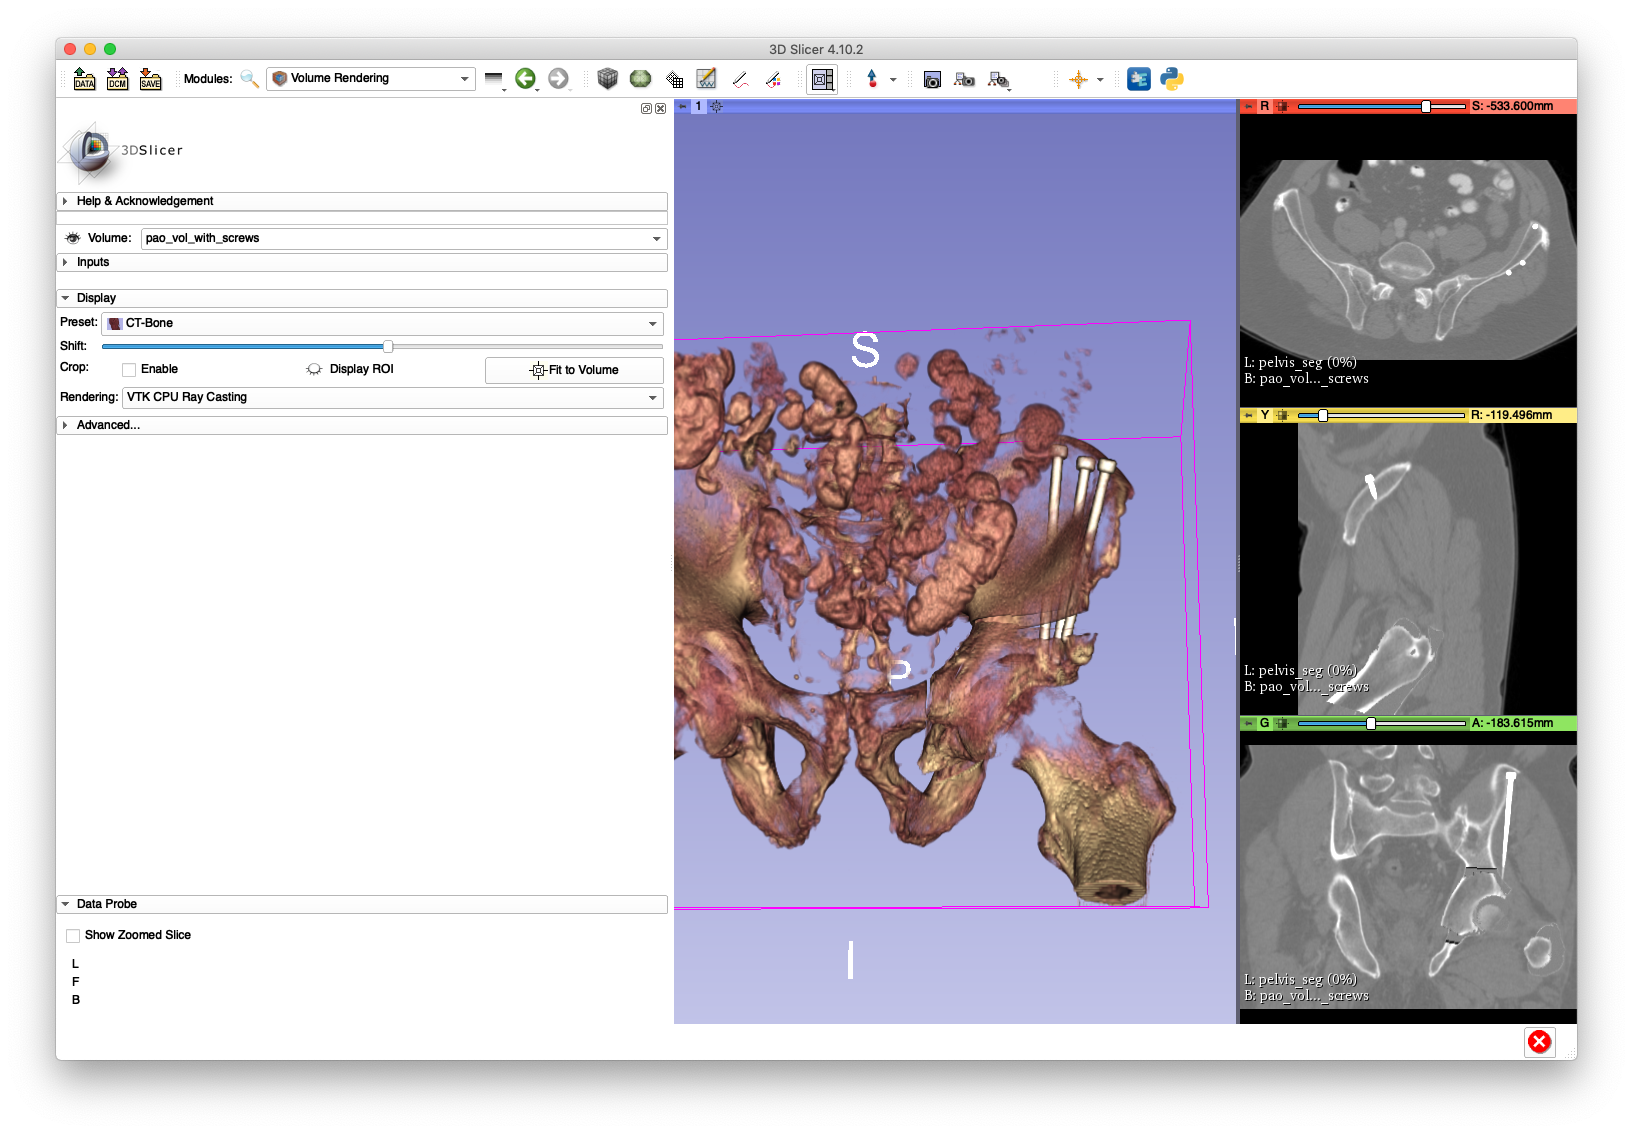 3D Slicer 4.10.2
DATA
DCM
SAVE
Modules:
Volume Rendering
3DSlicer
Help & Acknowledgement
Volume:
pao_vol_with_screws
Inputs
Display
Preset:
CT-Bone
Shift:
Crop:
Enable
Display ROI
Fit to Volume
Rendering:
VTK CPU Ray Casting
Advanced...
Data Probe
Show Zoomed Slice
L
F
B
1
S
P
I
R
S: -533.600mm
L: pelvis_seg (0%)
B: pao_vol..._screws
Y
R: -119.496mm
L: pelvis_seg (0%)
B: pao_vol..._screws
G
A: -183.615mm
L: pelvis_seg (0%)
B: pao_vol..._screws